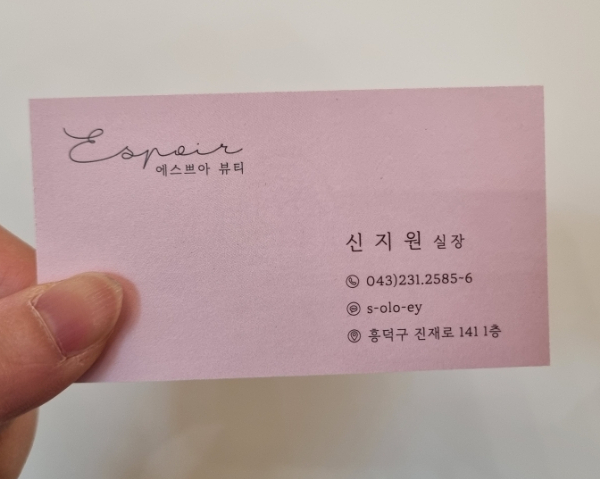 Espoir
에스쁘아 뷰티
신 지 원 실장
043)231.2585-6
s-olo-ey
흥덕구 진재로 141 1층